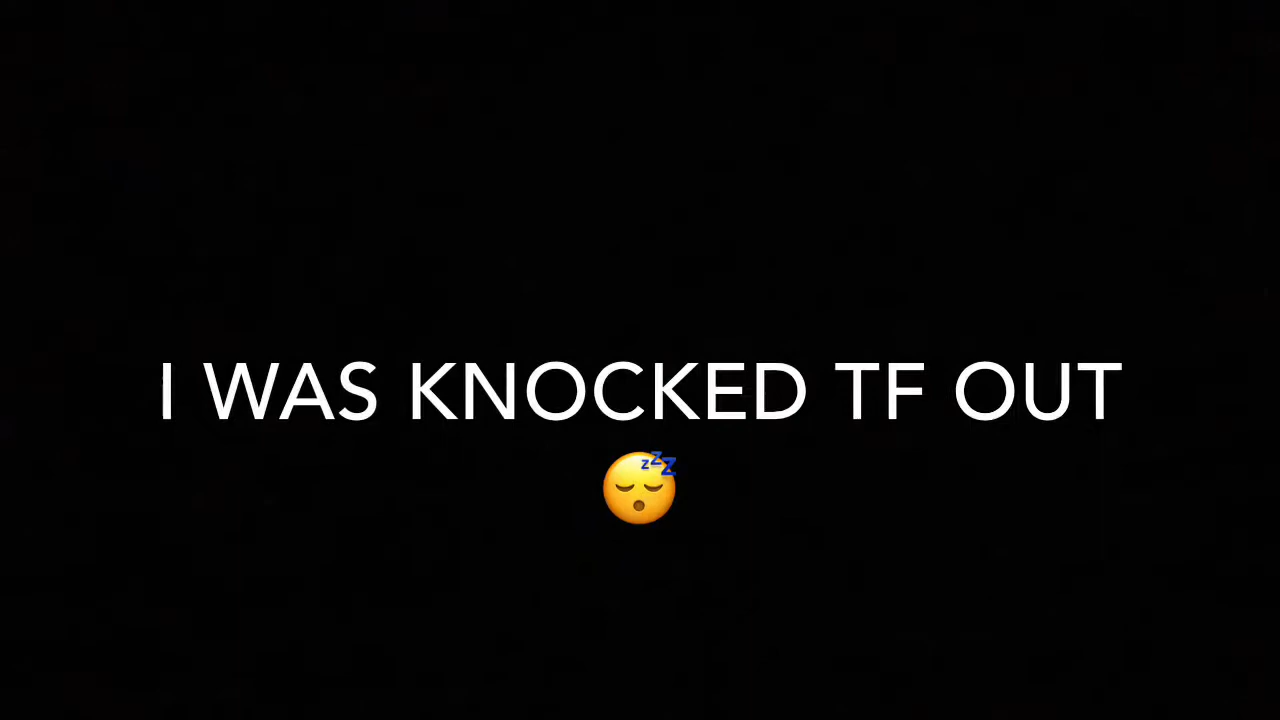 I WAS KNOCKED TF OUT
😴